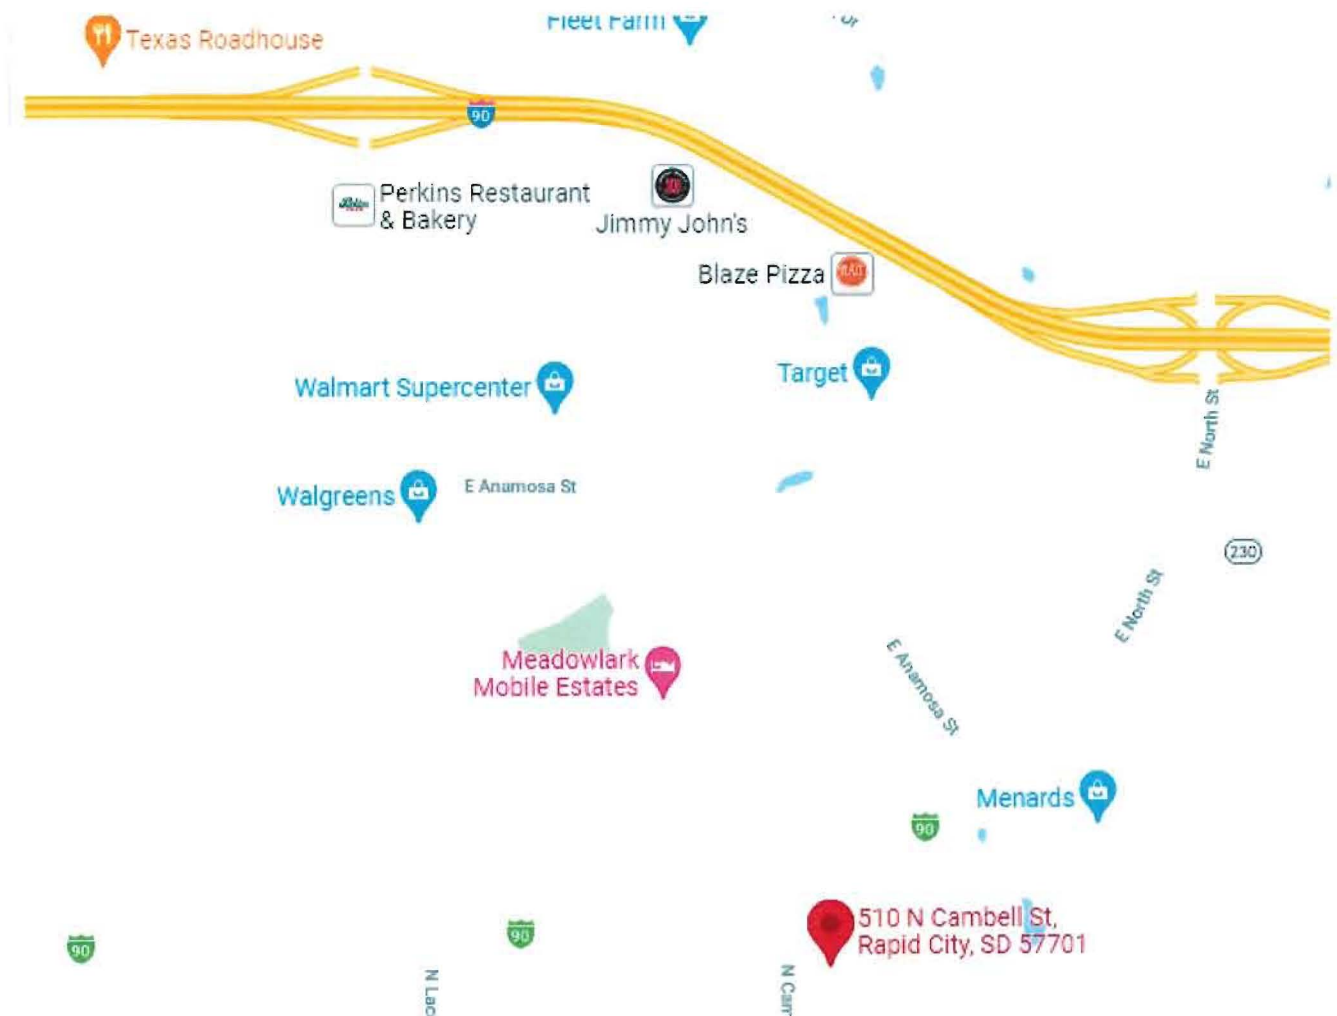 Fleet Farm
Texas Roadhouse
90
Perkins Restaurant
& Bakery
Jimmy John's
Blaze Pizza
Walmart Supercenter
Target
E North St
Walgreens
E Anamosa St
230
E North St
E Anamosa St
Meadowlark
Mobile Estates
Menards
90
510 N Cambell St,
Rapid City, SD 57701
90
90
N Lac
N Cam